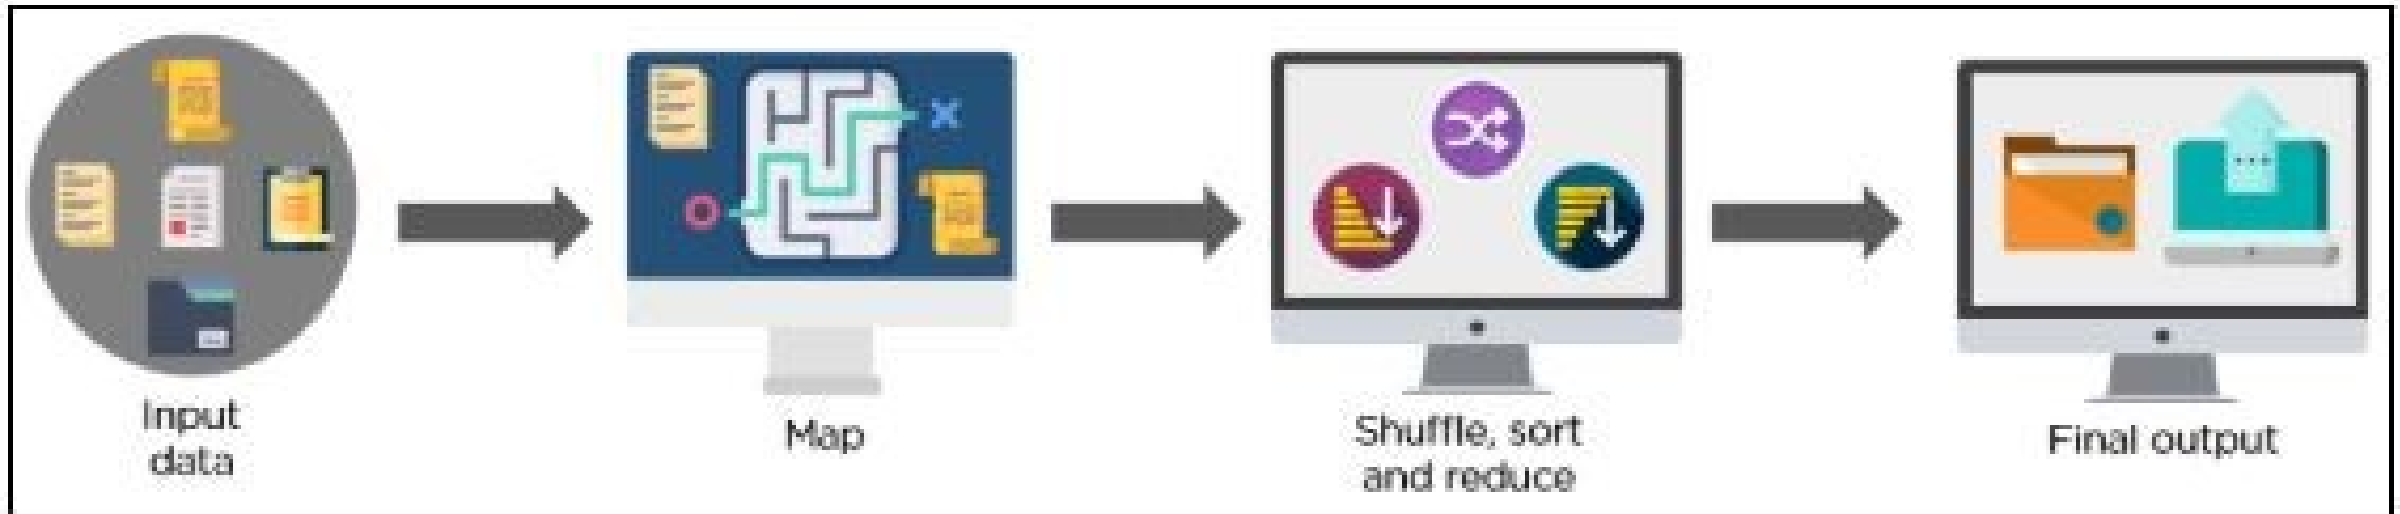 Input
data
Map
Shuffle, sort
and reduce
Final output